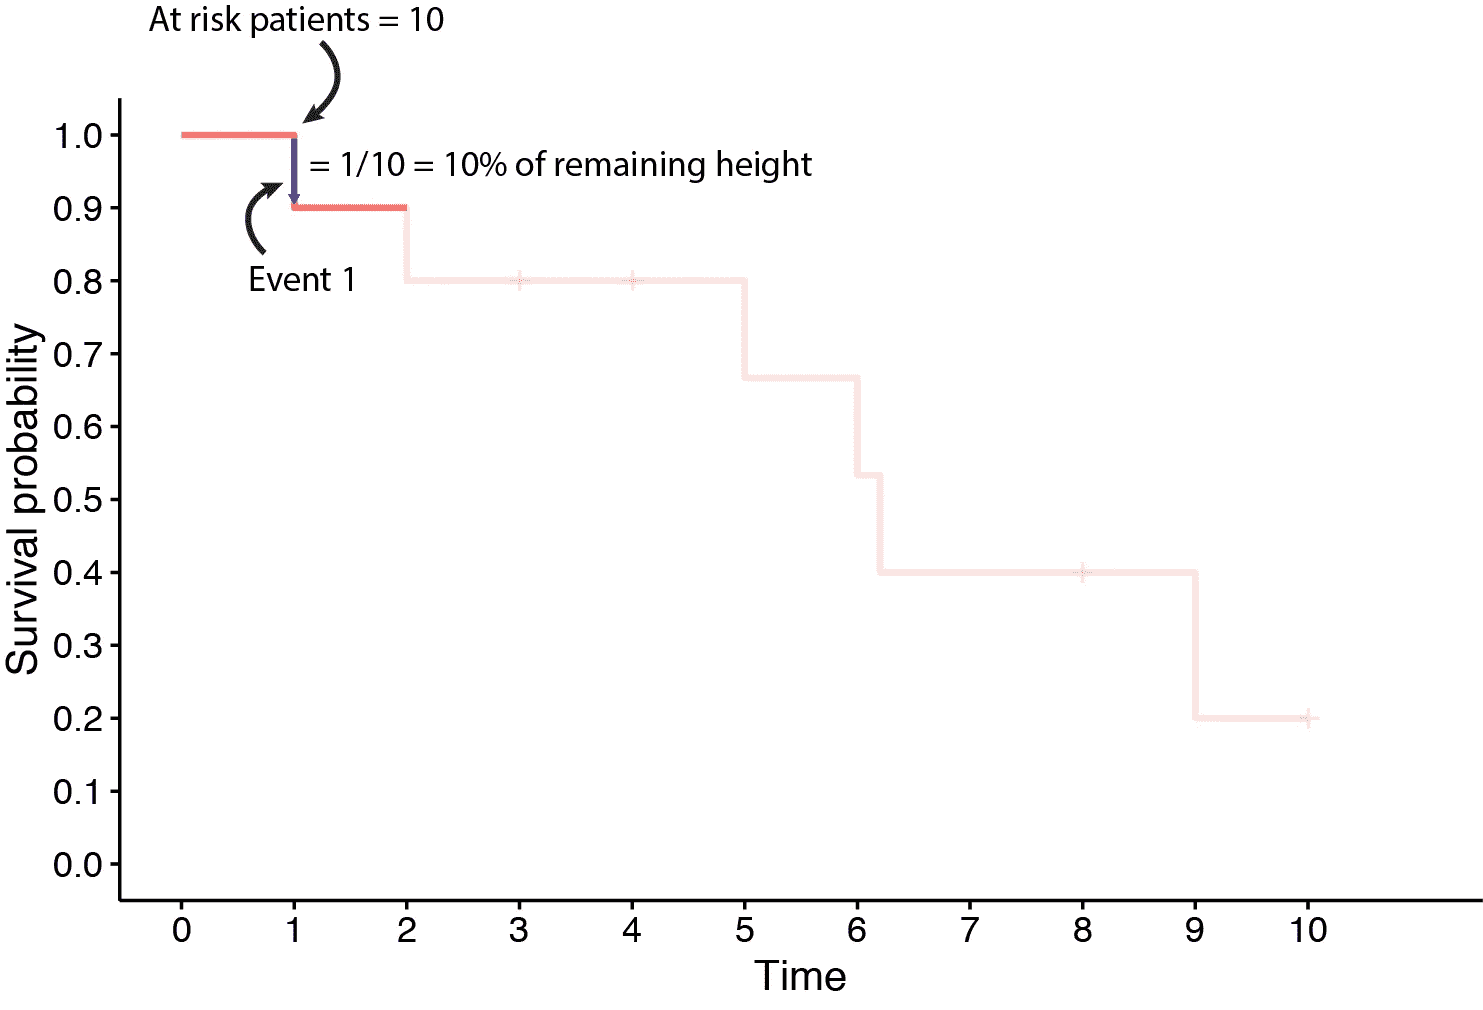 At risk patients = 10
= 1/10 = 10% of remaining height
Event 1
Survival probability
1.0
0.9
0.8
0.7
0.6
0.5
0.4
0.3
0.2
0.1
0.0
0 1 2 3 4 5 6 7 8 9 10
Time